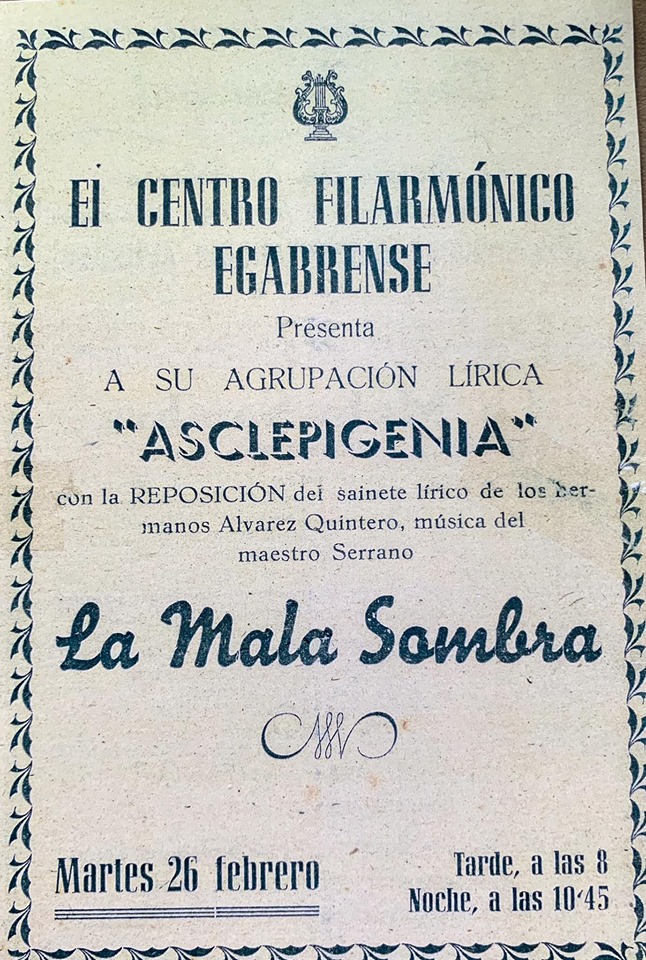 El CENTRO FILARMÓNICO
EGABRENSE
Presenta
A SU AGRUPACIÓN LÍRICA
"ASCLEPIGENIA"
con la REPOSICIÓN del sainete lírico de los her-
manos Alvarez Quintero, música del
maestro Serrano
La Mala Sombra
Martes 26 febrero
Tarde, a las 8
Noche, a las 10'45